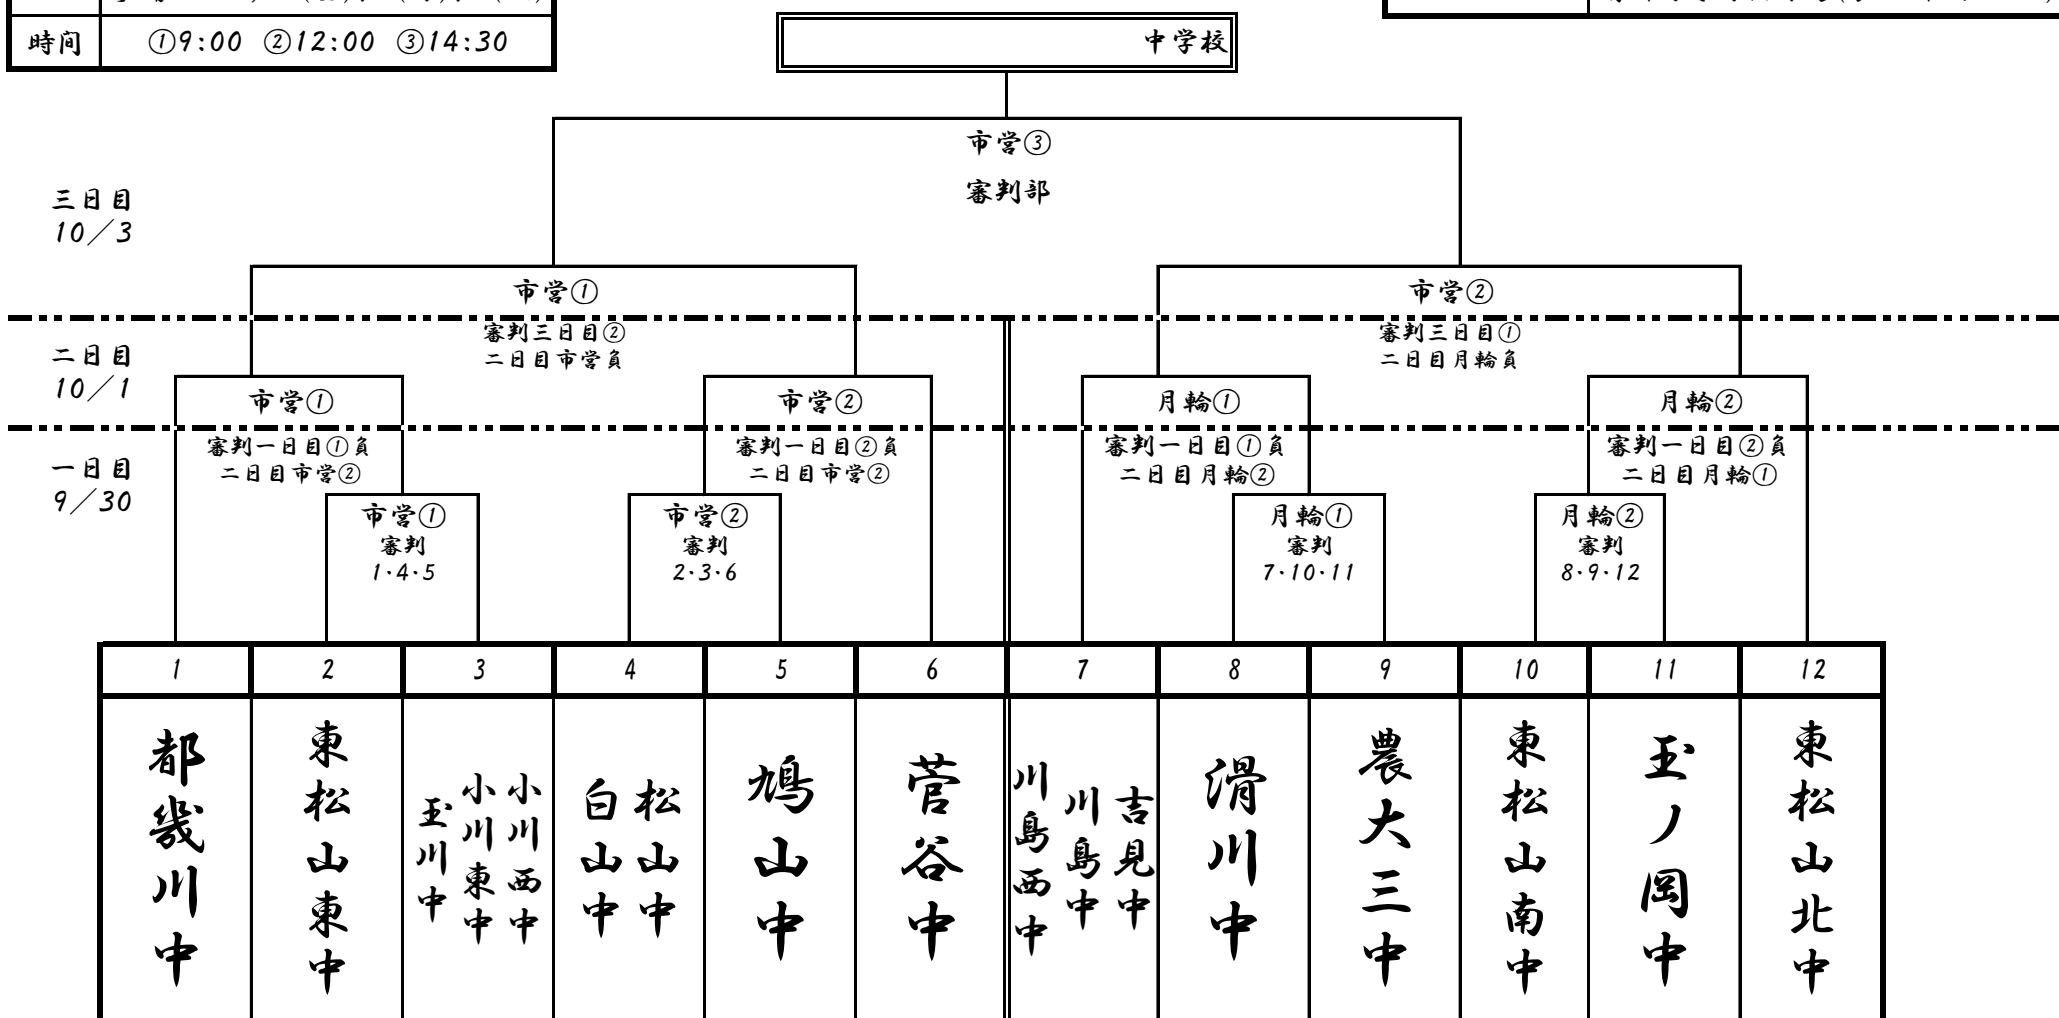 時間 ①9:00 ②12:00 ③14:30
中学校
市営③
審判部
三日目
10/3
市営①
市営②
審判三日目②
二日目市営負
審判三日目①
二日目月輪負
二日目
10/1
市営①
市営②
月輪①
月輪②
審判一日目①負
二日目市営②
審判一日目②負
二日目市営②
審判一日目①負
二日目月輪②
審判一日目②負
二日目月輪①
一日目
9/30
市営①
審判
1・4・5
市営②
審判
2・3・6
月輪①
審判
7・10・11
月輪②
審判
8・9・12
1 2 3 4 5 6 7 8 9 10 11 12
都幾川中
東松山東中
小川西中
小川東中
玉川中
松山中
白山中
鳩山中
菅谷中
吉見中
川島中
川島西中
滑川中
農大三中
東松山南中
玉ノ岡中
東松山北中